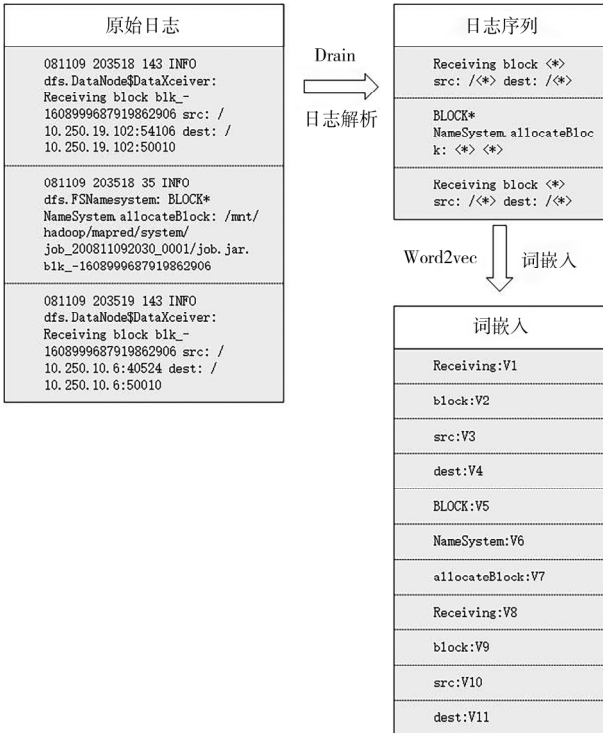 原始日志
081109 203518 143 INFO
dfs.DataNode$DataXceiver:
Receiving block blk_-
1608999687919862906 src: /
10.250.19.102:54106 dest: /
10.250.19.102:50010
081109 203518 35 INFO
dfs.FSNamesystem: BLOCK*
NameSystem.allocateBlock: /mnt/
hadoop/mapred/system/
job_200811092030_0001/job.jar.
blk_-1608999687919862906
081109 203519 143 INFO
dfs.DataNode$DataXceiver:
Receiving block blk_-
1608999687919862906 src: /
10.250.10.6:40524 dest: /
10.250.10.6:50010
Drain
日志解析
日志序列
Receiving block <*>
src: /<*> dest: /<*>
BLOCK*
NameSystem.allocateBloc
k: <*> <*>
Receiving block <*>
src: /<*> dest: /<*>
Word2vec
词嵌入
词嵌入
Receiving:V1
block:V2
src:V3
dest:V4
BLOCK:V5
NameSystem:V6
allocateBlock:V7
Receiving:V8
block:V9
src:V10
dest:V11